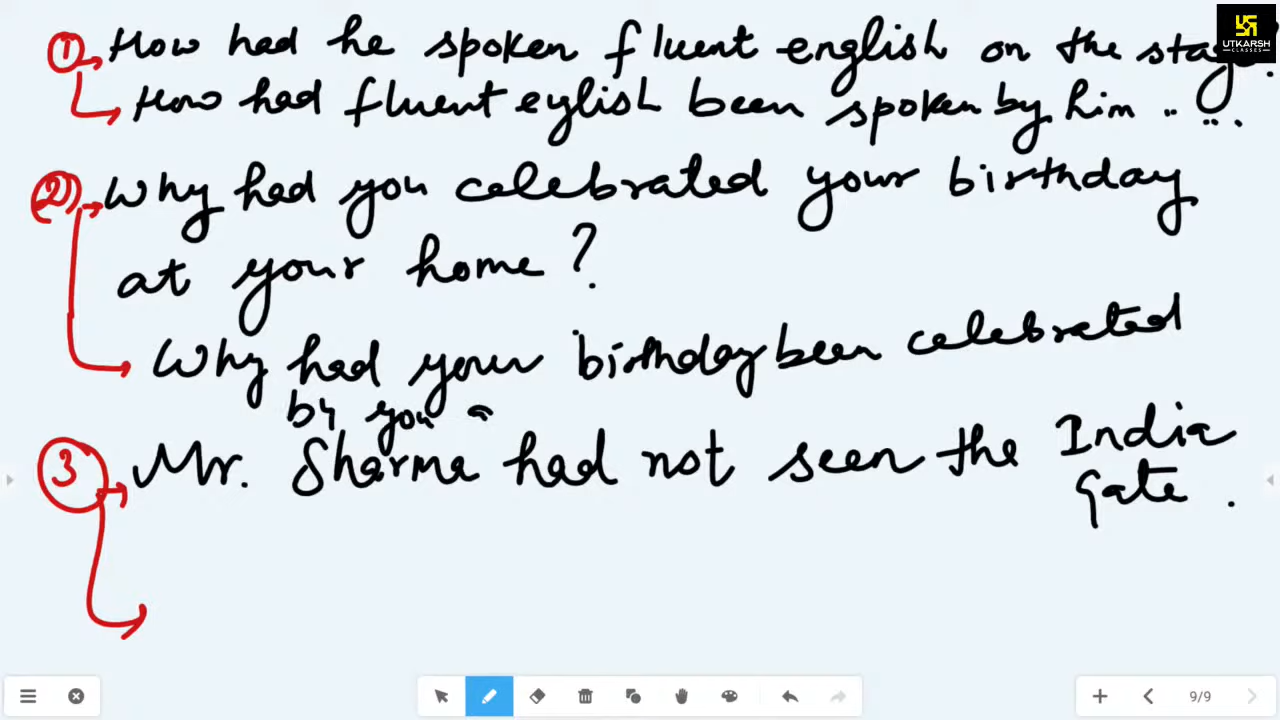 UTKARSH
CLASSES
① How had he spoken fluent english on the stage?
How had fluent eylish been spoken by him .. ...
② Why had you celebrated your birthday
at your home ?
Why had your birthday been celebrated
by you
③ Mr. Sharma had not seen the India
Gate .
9/9